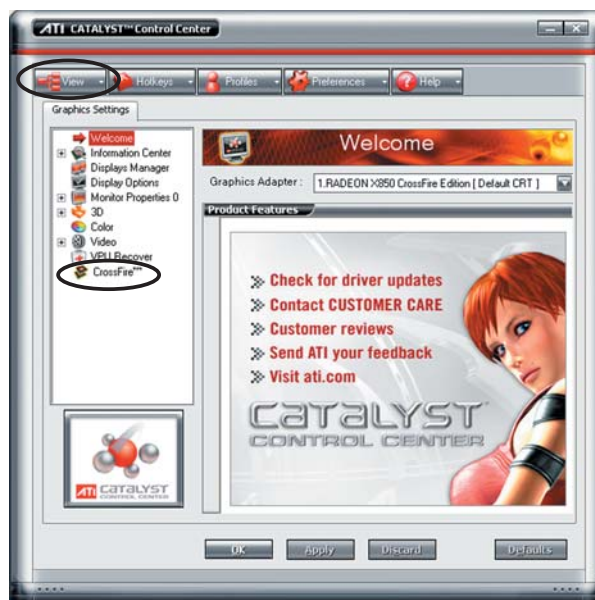 ATI CATALYST™ Control Center
View Hotkeys Profiles Preferences Help
Graphics Settings
Welcome
Information Center
Displays Manager
Display Options
Monitor Properties 0
3D
Color
Video
VPU Recover
CrossFire™
Welcome
Graphics Adapter : 1.RADEON X850 CrossFire Edition [ Default CRT ]
Product Features
Check for driver updates
Contact CUSTOMER CARE
Customer reviews
Send ATI your feedback
Visit ati.com
CATALYST
CONTROL CENTER
ATI CATALYST
CONTROL CENTER
OK Apply Discard Defaults